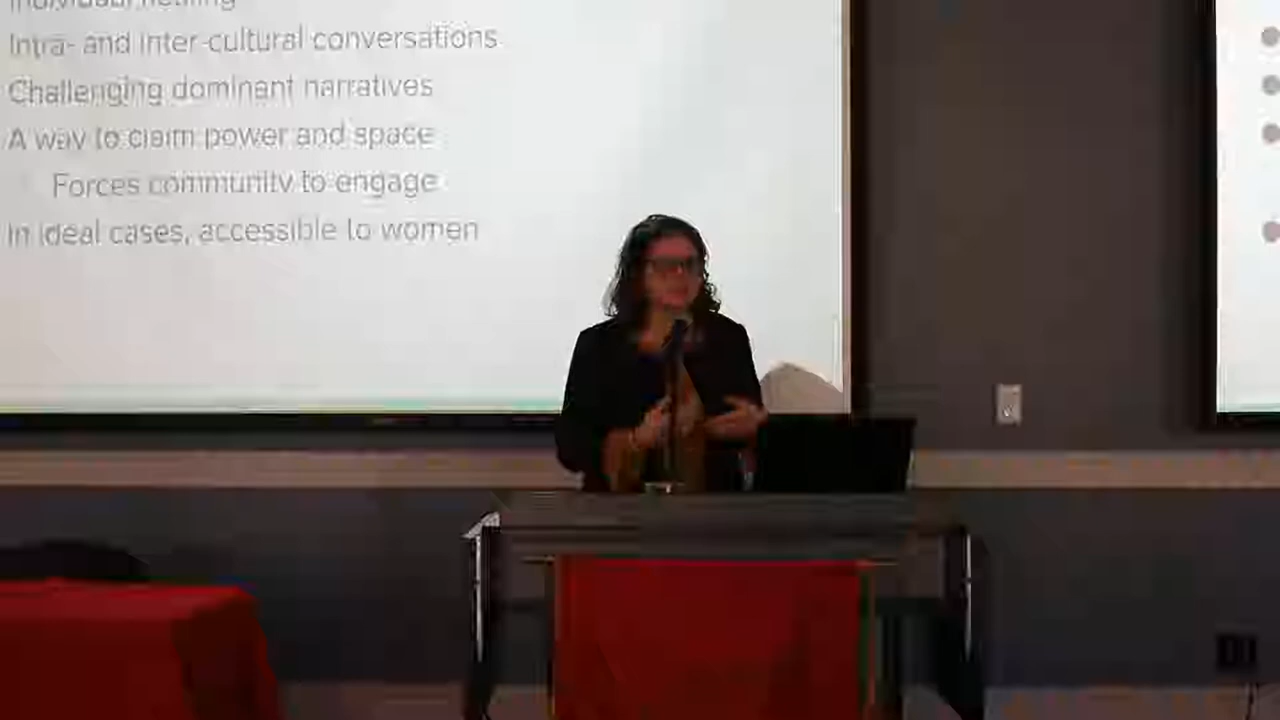 Intra- and inter-cultural conversations
Challenging dominant narratives
A way to claim power and space
Forces community to engage
In ideal cases, accessible to women